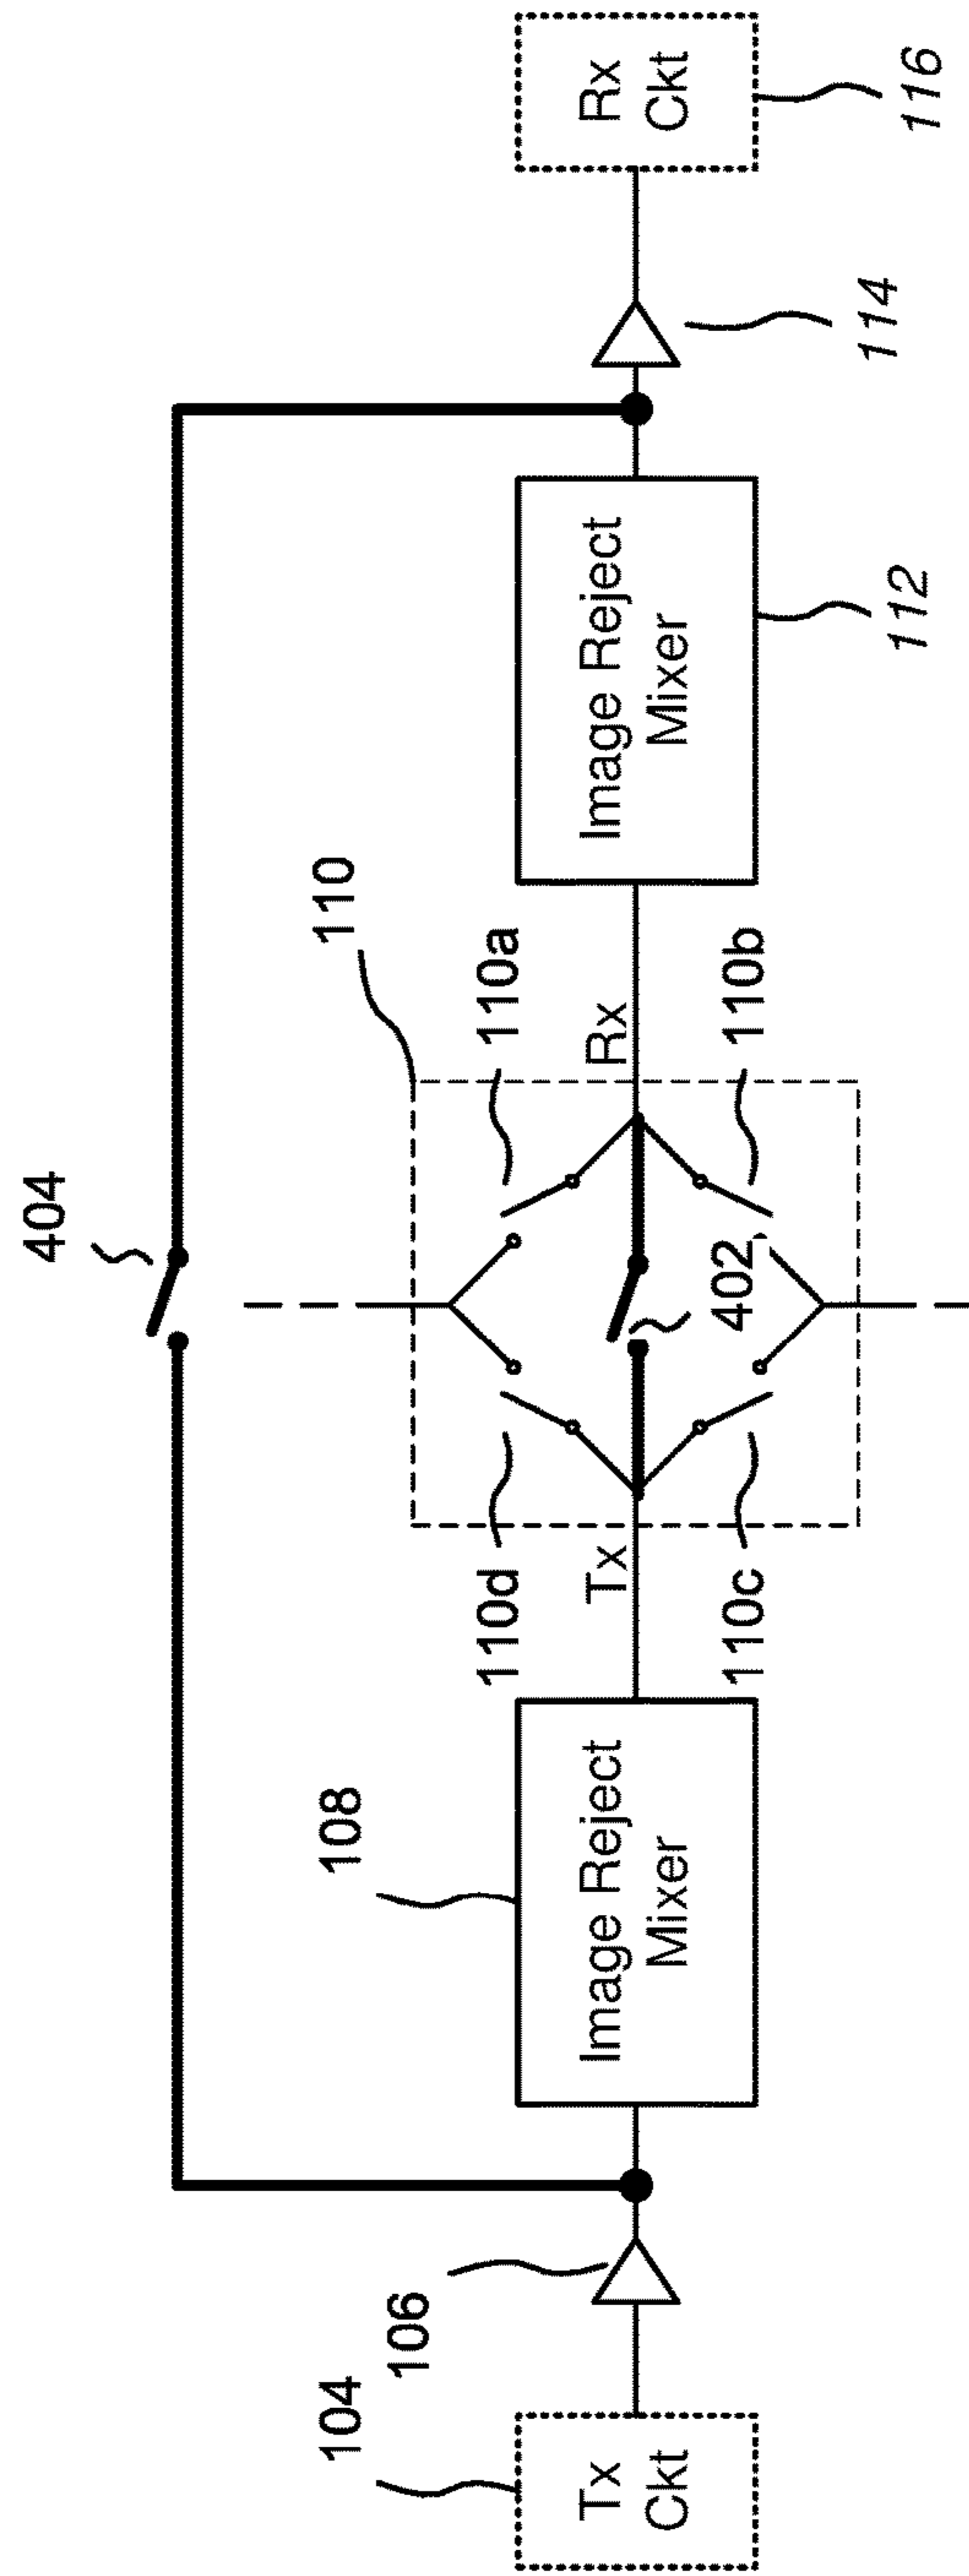 404
110
104
106
108
110d
110a
Tx
Ckt
Image Reject
Mixer
Tx
Rx
Image Reject
Mixer
Rx
Ckt
402
110c
110b
112
114
116